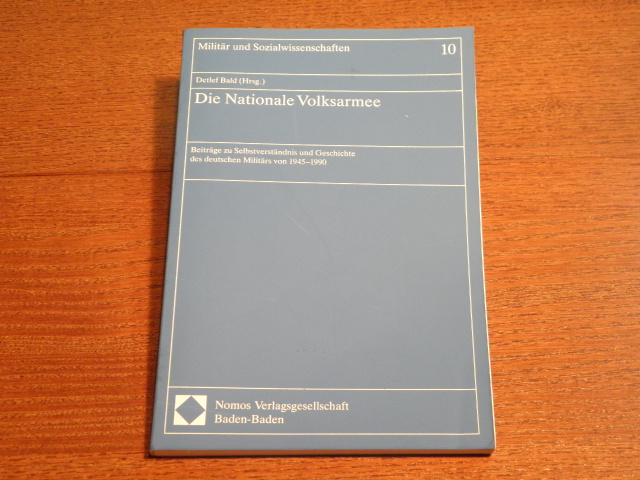 Militär und Sozialwissenschaften 10
Detlef Bald (Hrsg.)
Die Nationale Volksarmee
Beiträge zu Selbstverständnis und Geschichte
des deutschen Militärs von 1945–1990
Nomos Verlagsgesellschaft
Baden-Baden